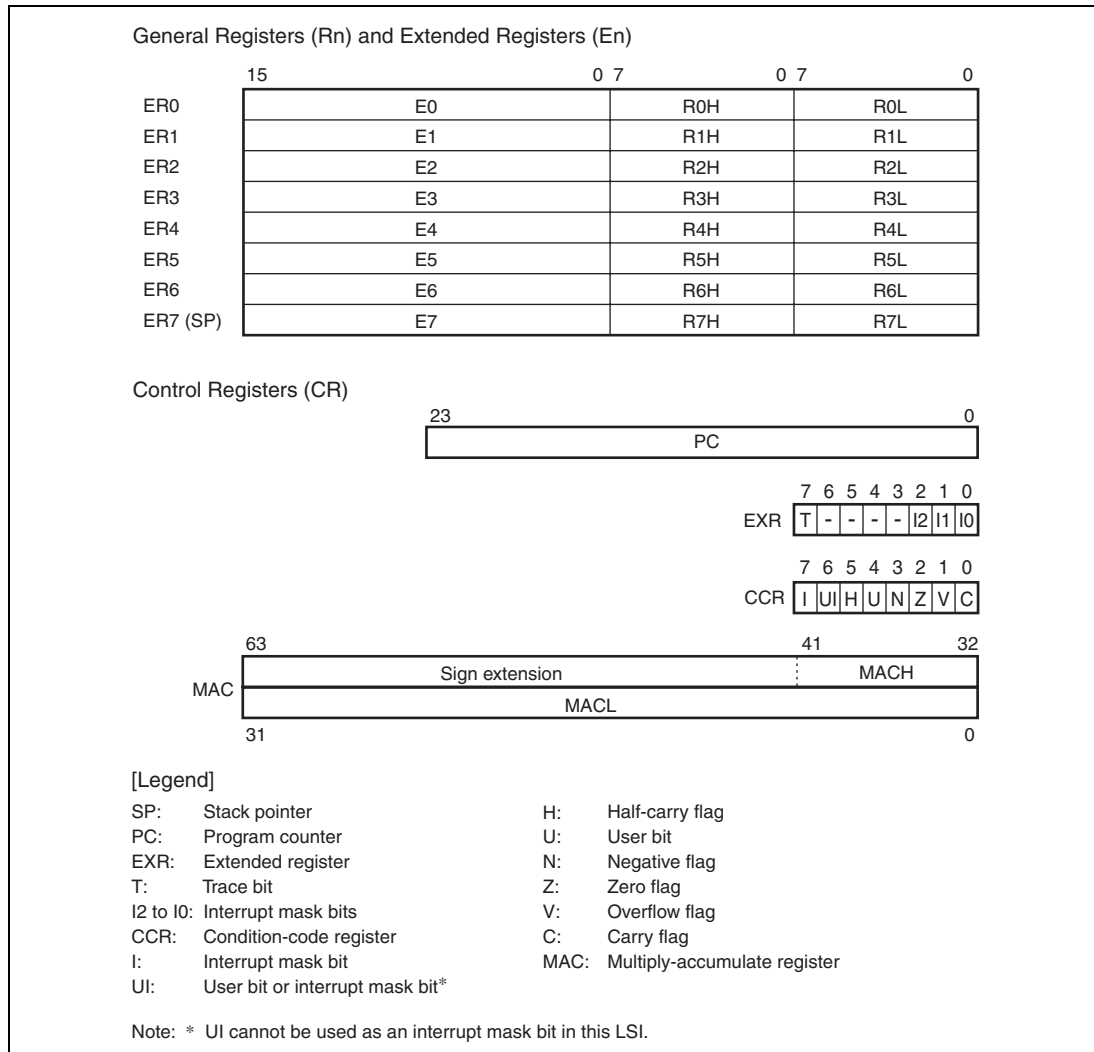 General Registers (Rn) and Extended Registers (En)
15 0 7 0 7 0
ER0 E0 R0H R0L
ER1 E1 R1H R1L
ER2 E2 R2H R2L
ER3 E3 R3H R3L
ER4 E4 R4H R4L
ER5 E5 R5H R5L
ER6 E6 R6H R6L
ER7 (SP) E7 R7H R7L
Control Registers (CR)
23 0
PC
7 6 5 4 3 2 1 0
EXR T - - - - I2 I1 I0
7 6 5 4 3 2 1 0
CCR I UI H U N Z V C
63 41 32
Sign extension MACH
MAC
MACL
31 0
[Legend]
SP: Stack pointer
PC: Program counter
EXR: Extended register
T: Trace bit
I2 to I0: Interrupt mask bits
CCR: Condition-code register
I: Interrupt mask bit
UI: User bit or interrupt mask bit*
H: Half-carry flag
U: User bit
N: Negative flag
Z: Zero flag
V: Overflow flag
C: Carry flag
MAC: Multiply-accumulate register
Note: * UI cannot be used as an interrupt mask bit in this LSI.